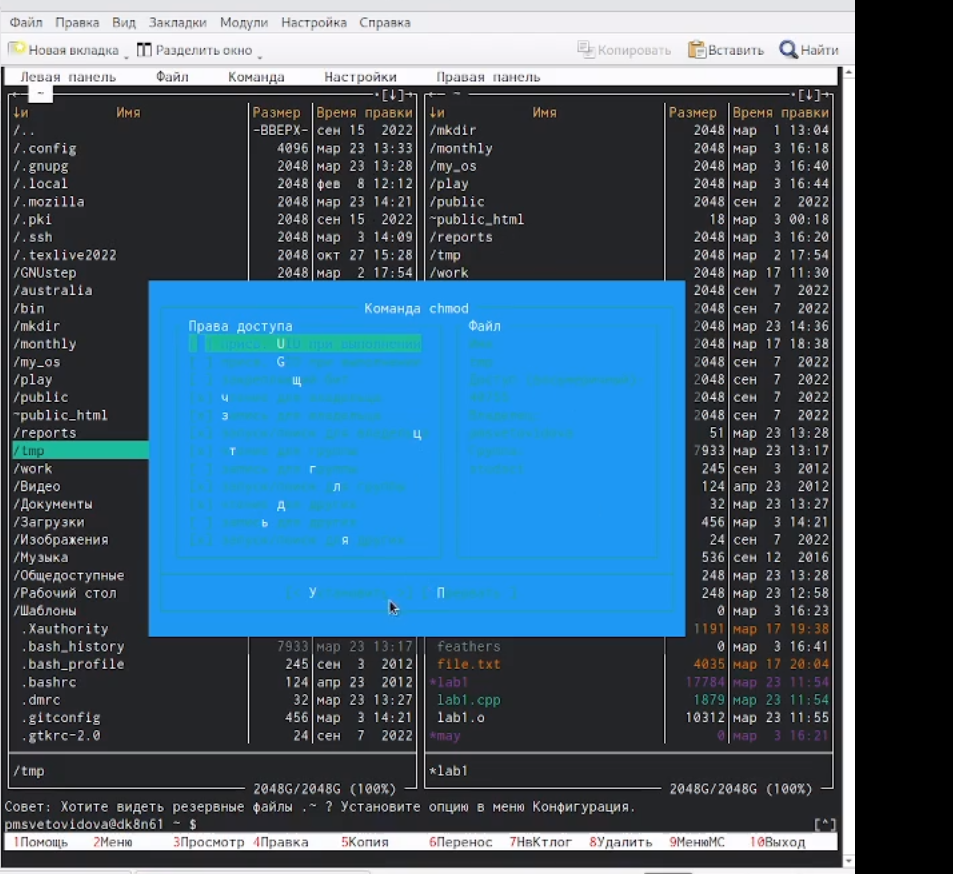 Файл Правка Вид Закладки Модули Настройка Справка
Новая вкладка Разделить окно Копировать Вставить Найти
Левая панель Файл Команда Настройки Правая панель
~ .[↓] ~ .[↓]
↓и Имя Размер Время правки ↓и Имя Размер Время правки
/.. -ВВЕРХ- сен 15 2022 /mkdir 2048 мар 1 13:04
/.config 4096 мар 23 13:33 /monthly 2048 мар 3 16:18
/.gnupg 2048 мар 23 13:28 /my_os 2048 мар 3 16:40
/.local 2048 фев 8 12:12 /play 2048 мар 3 16:44
/.mozilla 2048 мар 23 14:21 /public 2048 сен 2 2022
/.pki 2048 сен 15 2022 ~public_html 18 мар 3 00:18
/.ssh 2048 мар 3 14:09 /reports 2048 мар 3 16:20
/.texlive2022 2048 окт 27 15:28 /tmp 2048 мар 2 17:54
/GNUstep 2048 мар 2 17:54 /work 2048 мар 17 11:30
/australia 2048 сен 7 2022
/bin 2048 сен 7 2022
/mkdir 2048 мар 23 14:36
/monthly 2048 мар 17 18:38
/my_os 2048 сен 7 2022
/play 2048 сен 7 2022
/public 2048 сен 7 2022
~public_html 2048 сен 7 2022
/reports 51 мар 23 13:28
/tmp 7933 мар 23 13:17
/work 245 сен 3 2012
/Видео 124 апр 23 2012
/Документы 32 мар 23 13:27
/Загрузки 456 мар 3 14:21
/Изображения 24 сен 7 2022
/Музыка 536 сен 12 2016
/Общедоступные 248 мар 23 13:28
/Рабочий стол 248 мар 23 12:58
/Шаблоны 0 мар 3 16:23
Команда chmod
Права доступа Файл
.Xauthority 1191 мар 17 19:38
.bash_history 7933 мар 23 13:17 feathers 0 мар 3 16:41
.bash_profile 245 сен 3 2012 file.txt 4035 мар 17 20:04
.bashrc 124 апр 23 2012 *lab1 17784 мар 23 11:54
.dmrc 32 мар 23 13:27 lab1.cpp 1879 мар 23 11:54
.gitconfig 456 мар 3 14:21 lab1.o 10312 мар 23 11:55
.gtkrc-2.0 24 сен 7 2022 *may 0 мар 3 16:21
/tmp *lab1
2048G/2048G (100%) 2048G/2048G (100%)
Совет: Хотите видеть резервные файлы .~ ? Установите опцию в меню Конфигурация.
pmsvetovidova@dk8n61 ~ $ [^]
1Помощь 2Меню 3Просмотр 4Правка 5Копия 6Перенос 7НвКтлог 8Удалить 9МенюMC 10Выход